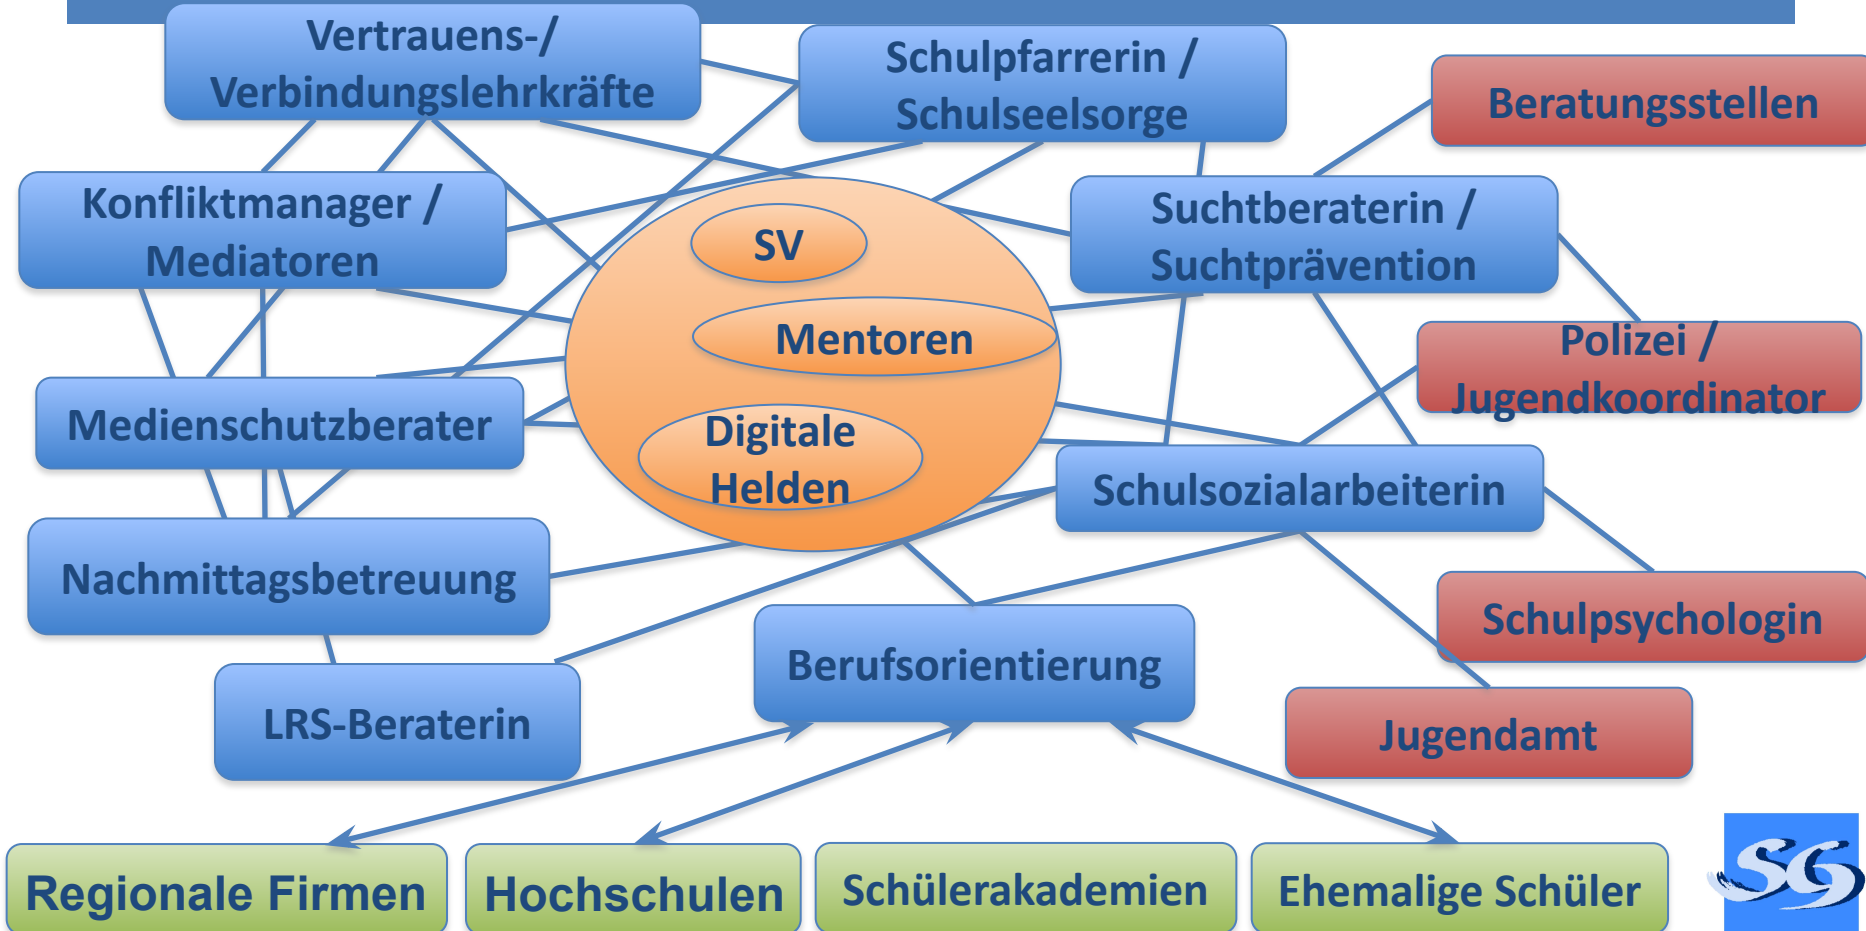 Vertrauens-/
Verbindungslehrkräfte
Schulpfarrerin /
Schulseelsorge
Beratungsstellen
Konfliktmanager /
Mediatoren
SV
Suchtberaterin /
Suchtprävention
Mentoren
Polizei /
Jugendkoordinator
Medienschutzberater
Digitale
Helden
Schulsozialarbeiterin
Nachmittagsbetreuung
Schulpsychologin
Berufsorientierung
LRS-Beraterin
Jugendamt
Regionale Firmen
Hochschulen
Schülerakademien
Ehemalige Schüler
SG